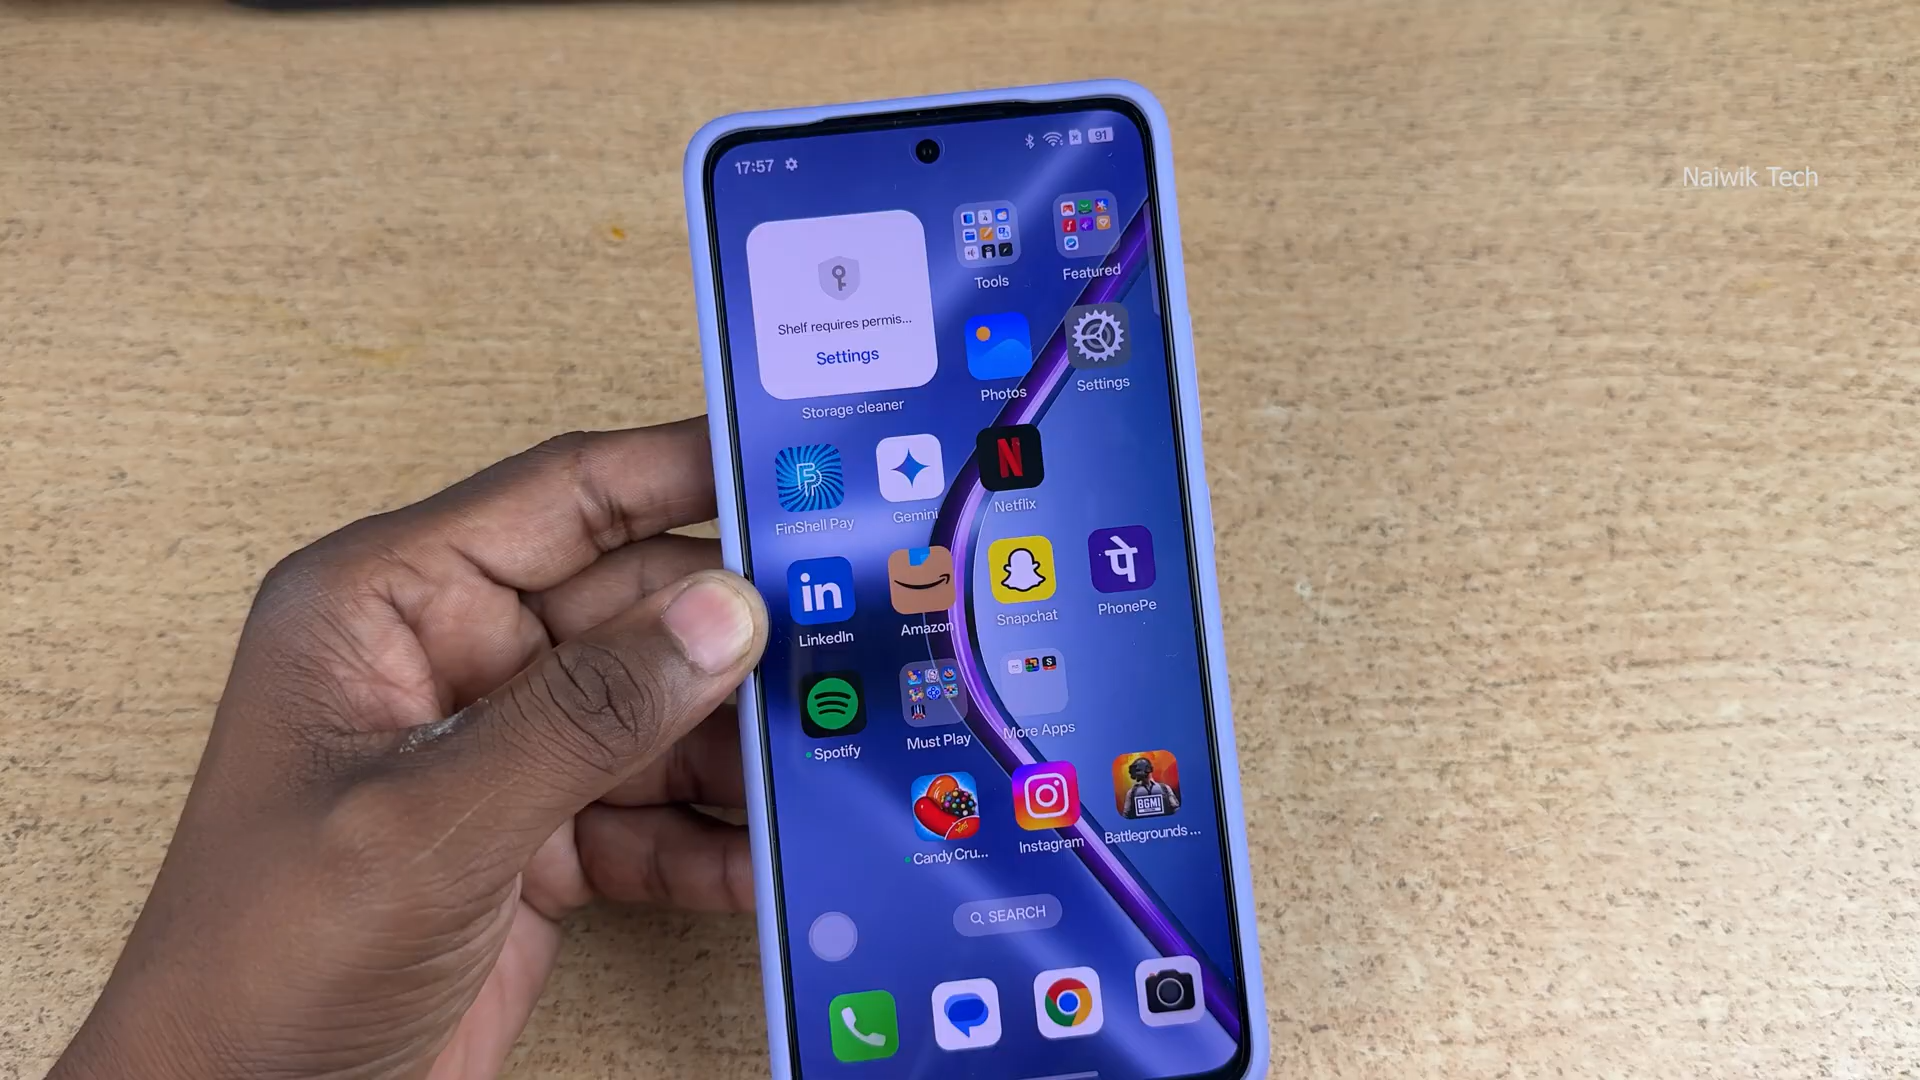 Naiwik Tech
17:57
91
Tools
Featured
Shelf requires permis...
Settings
Storage cleaner
Photos
Settings
FinShell Pay
Gemini
N
Netflix
in
LinkedIn
Amazon
Snapchat
पे
PhonePe
Spotify
Must Play
More Apps
Candy Cru...
Instagram
BGMI
Battlegrounds ...
SEARCH